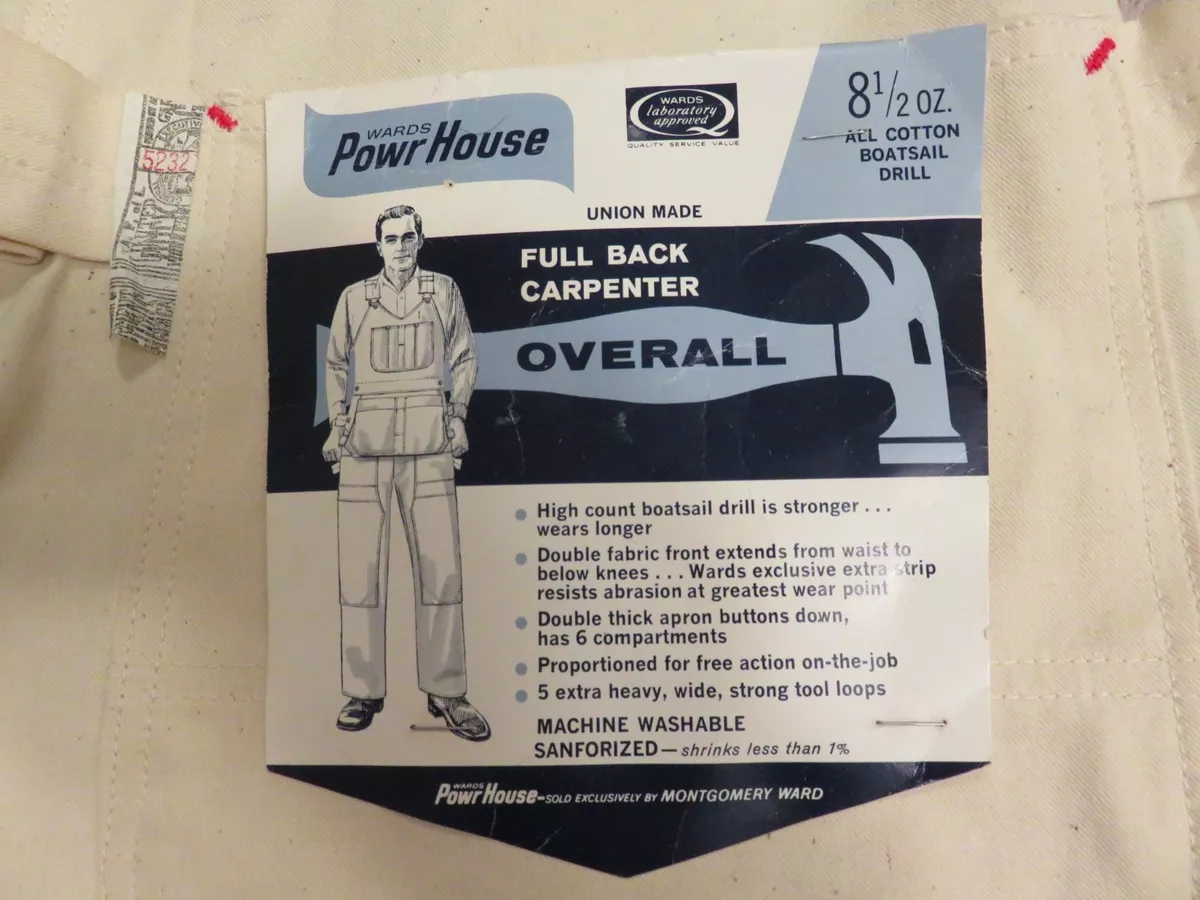 WARDS
PowrHouse
WARDS
laboratory
approved
QUALITY SERVICE VALUE
8 1/2 OZ.
ALL COTTON
BOATSAIL
DRILL
UNION MADE
FULL BACK
CARPENTER
OVERALL
High count boatsail drill is stronger . . .
wears longer
Double fabric front extends from waist to
below knees . . . Wards exclusive extra strip
resists abrasion at greatest wear point
Double thick apron buttons down,
has 6 compartments
Proportioned for free action on-the-job
5 extra heavy, wide, strong tool loops
MACHINE WASHABLE
SANFORIZED — shrinks less than 1%
WARDS
PowrHouse-SOLD EXCLUSIVELY BY MONTGOMERY WARD
5232